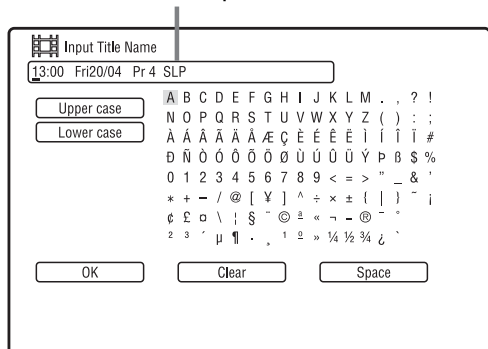 Input Title Name
13:00 Fri20/04 Pr 4 SLP
Upper case
Lower case
A B C D E F G H I J K L M . , ? !
N O P Q R S T U V W X Y Z ( ) : ;
À Á Â Ã Ä Å Æ Ç È É Ê Ë Ì Í Î Ï #
Ð Ñ Ò Ó Ô Õ Ö Ø Ù Ú Û Ü Ý Þ ß $ %
0 1 2 3 4 5 6 7 8 9 < = > " _ & '
* + – / @ [ ¥ ] ^ ÷ × ± { | } ~ ¡
¢ £ ¤ \ ¦ § ¨ © ª « ¬ - ® ¯ °
² ³ ´ µ ¶ · ¸ ¹ º » ¼ ½ ¾ ¿ `
OK
Clear
Space